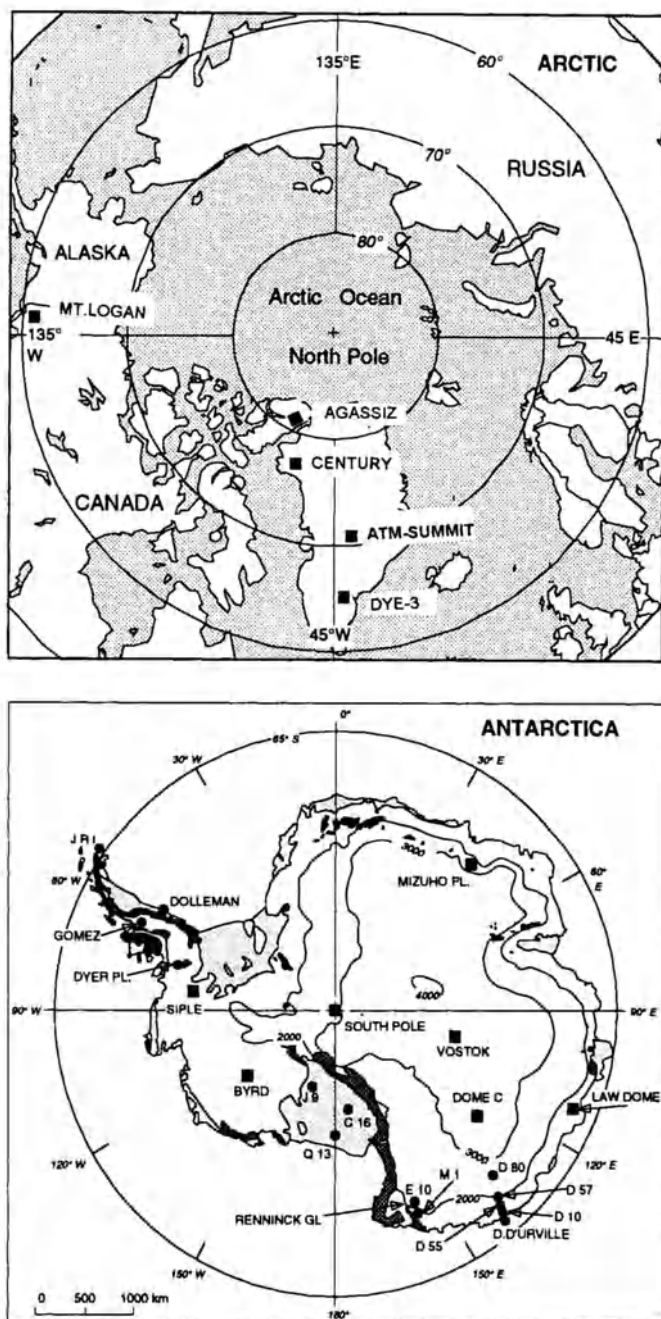 135°E
60°
ARCTIC
70°
RUSSIA
80°
ALASKA
Arctic Ocean
MT.LOGAN
135°
W
North Pole
45 E
AGASSIZ
CENTURY
CANADA
ATM-SUMMIT
DYE-3
45°W
0°
ANTARCTICA
65° S
30° W
30° E
3000
J R I
60° W
60°
E
MIZUHO PL.
DOLLEMAN
GOMEZ
DYER PL.
4000
SIPLE
90° W
SOUTH POLE
90° E
2000
VOSTOK
BYRD
J 9
DOME C
LAW DOME
C 16
Q 13
3000
D 80
120° W
120° E
M 1
E 10
2000
D 57
RENNINCK GL
D 10
D 55
D.D'URVILLE
150° W
150° E
0 500 1000 km
180°